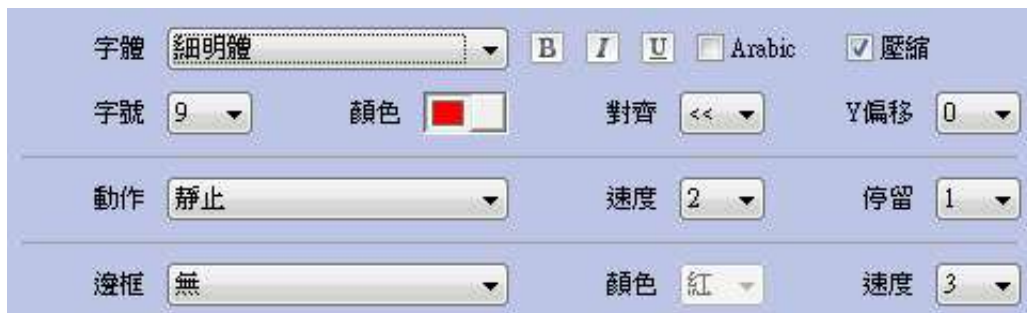 字體 細明體 B I U Arabic 壓縮
字號 9 顏色 對齊 << Y偏移 0
動作 靜止 速度 2 停留 1
邊框 無 顏色 紅 速度 3